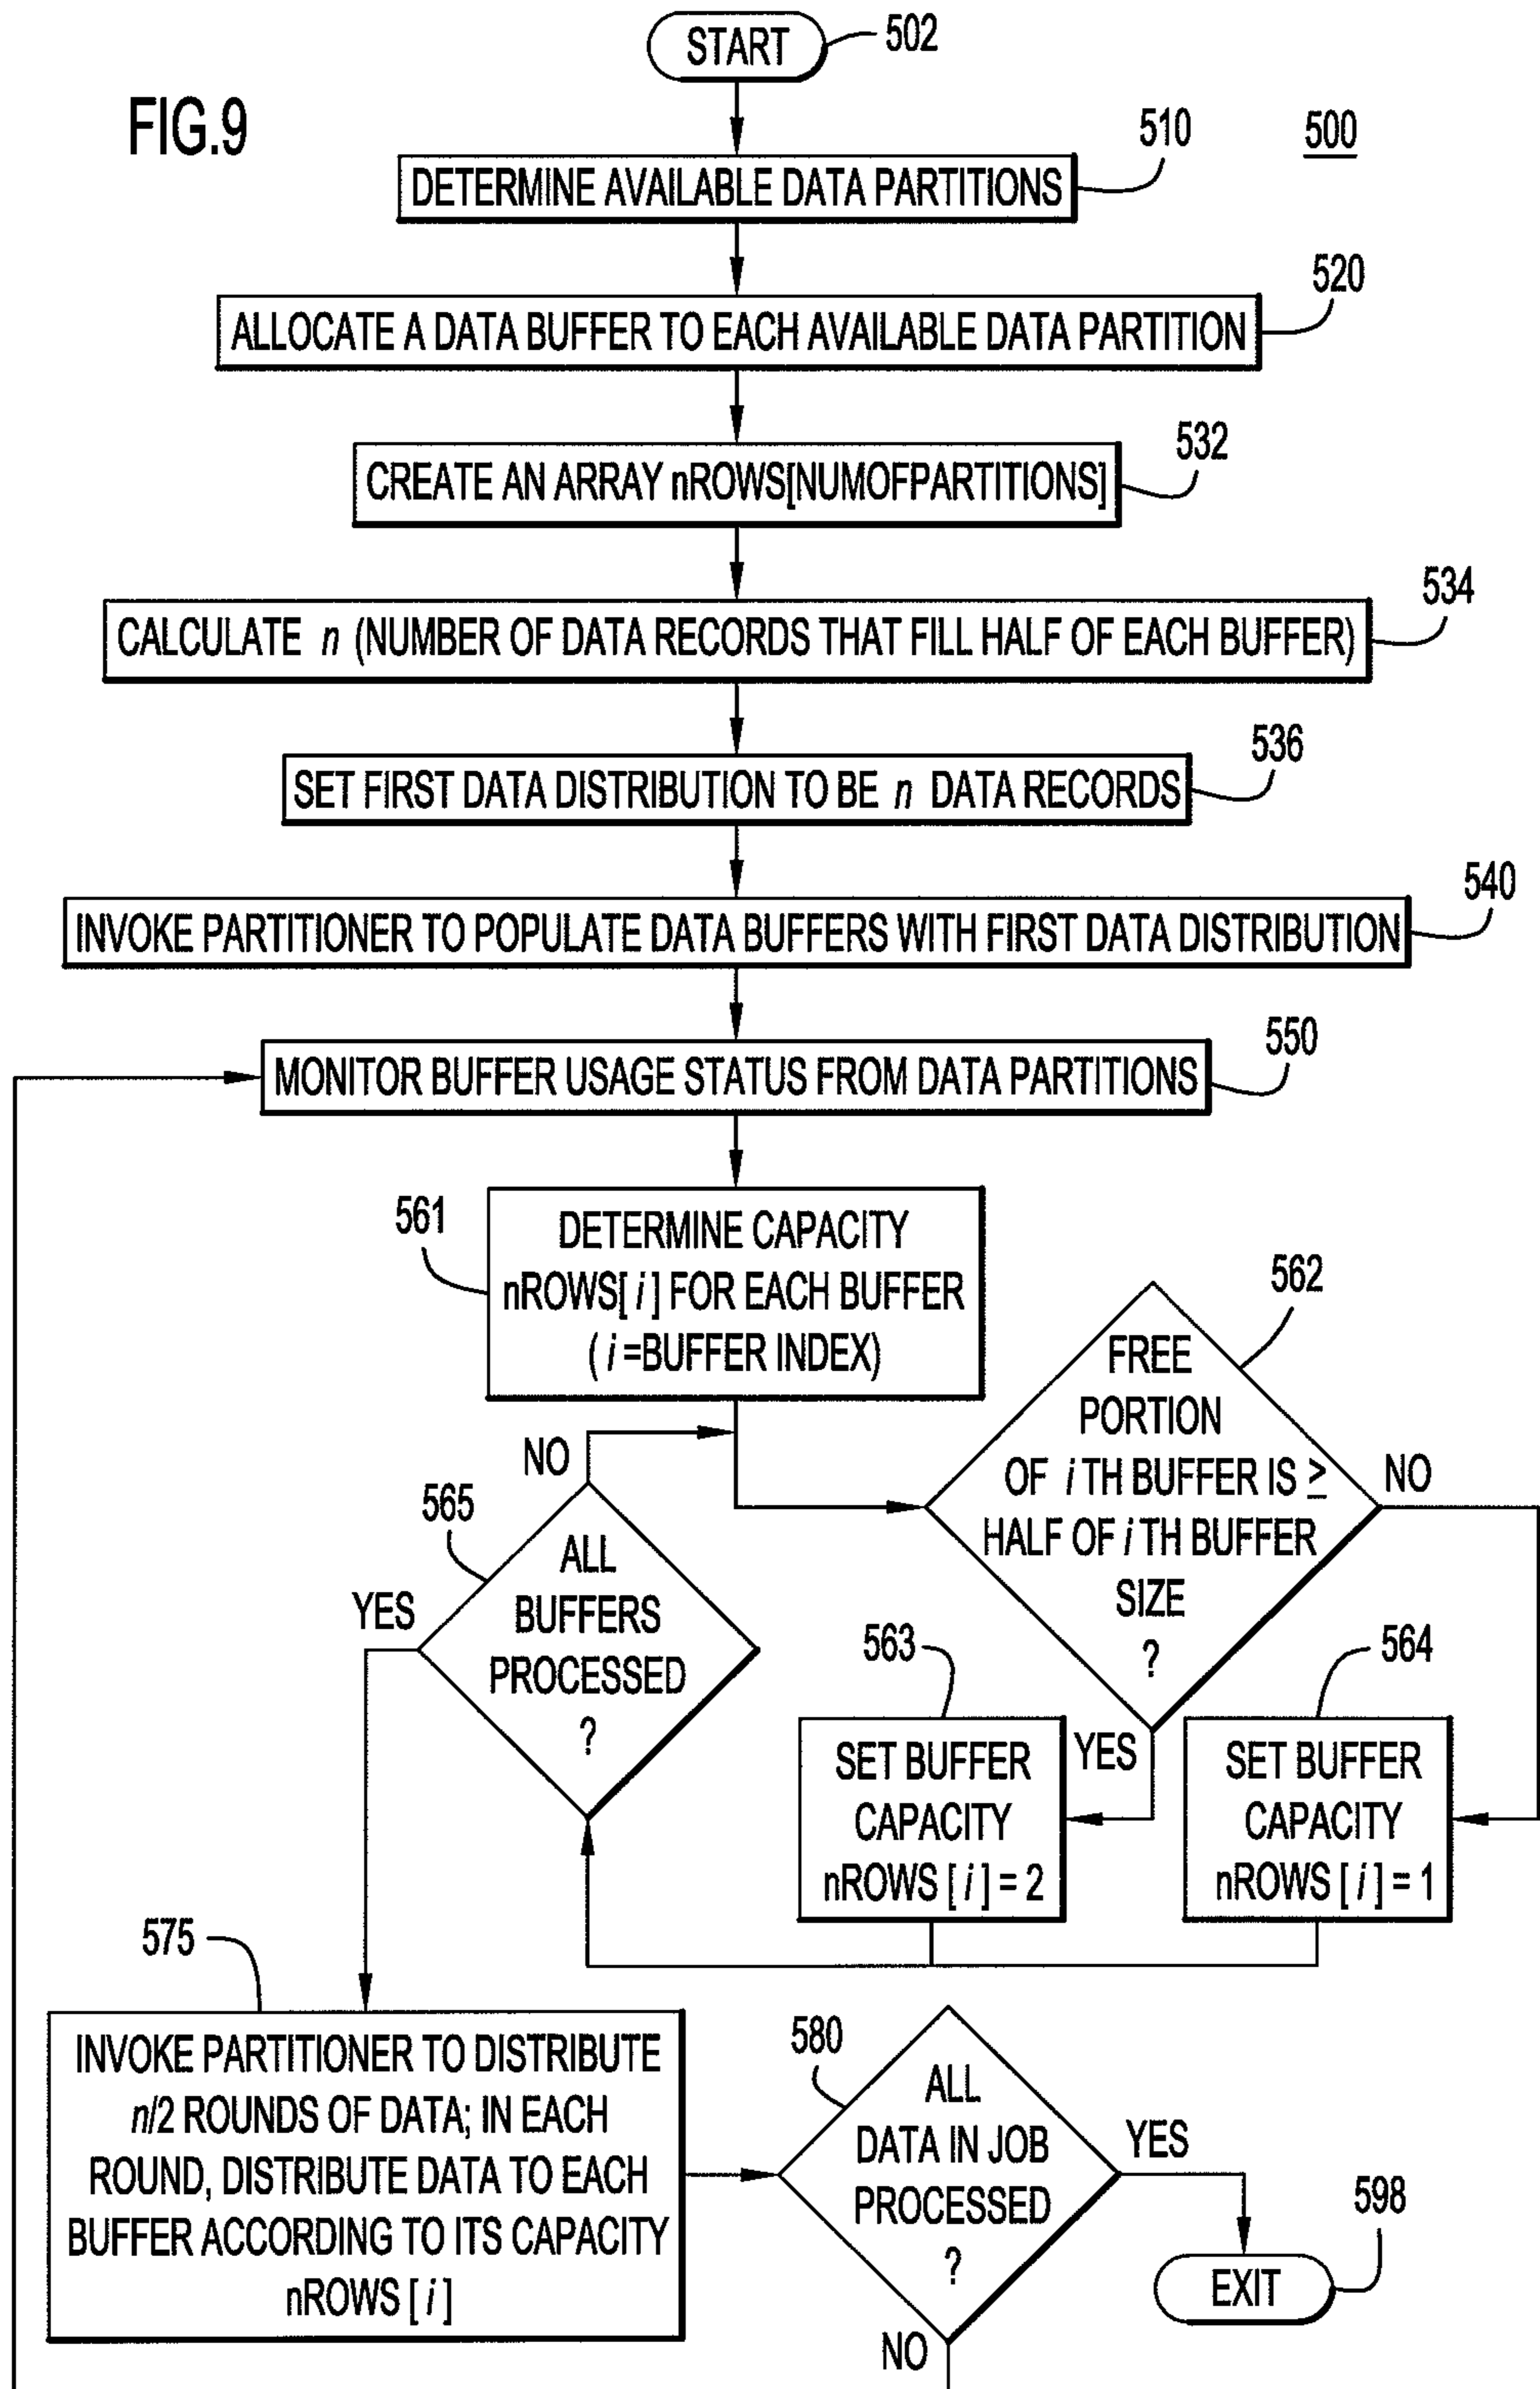 FIG.9
START
502
500
510
DETERMINE AVAILABLE DATA PARTITIONS
520
ALLOCATE A DATA BUFFER TO EACH AVAILABLE DATA PARTITION
532
CREATE AN ARRAY nROWS[NUMOFPARTITIONS]
534
CALCULATE n (NUMBER OF DATA RECORDS THAT FILL HALF OF EACH BUFFER)
536
SET FIRST DATA DISTRIBUTION TO BE n DATA RECORDS
540
INVOKE PARTITIONER TO POPULATE DATA BUFFERS WITH FIRST DATA DISTRIBUTION
550
MONITOR BUFFER USAGE STATUS FROM DATA PARTITIONS
561
DETERMINE CAPACITY
nROWS[ i ] FOR EACH BUFFER
( i =BUFFER INDEX)
562
FREE
PORTION
OF i TH BUFFER IS ≥
HALF OF i TH BUFFER
SIZE
?
NO
YES
563
SET BUFFER
CAPACITY
nROWS [ i ] = 2
564
SET BUFFER
CAPACITY
nROWS [ i ] = 1
565
NO
ALL
BUFFERS
PROCESSED
?
YES
575
INVOKE PARTITIONER TO DISTRIBUTE
n/2 ROUNDS OF DATA; IN EACH
ROUND, DISTRIBUTE DATA TO EACH
BUFFER ACCORDING TO ITS CAPACITY
nROWS [ i ]
580
ALL
DATA IN JOB
PROCESSED
?
YES
NO
598
EXIT